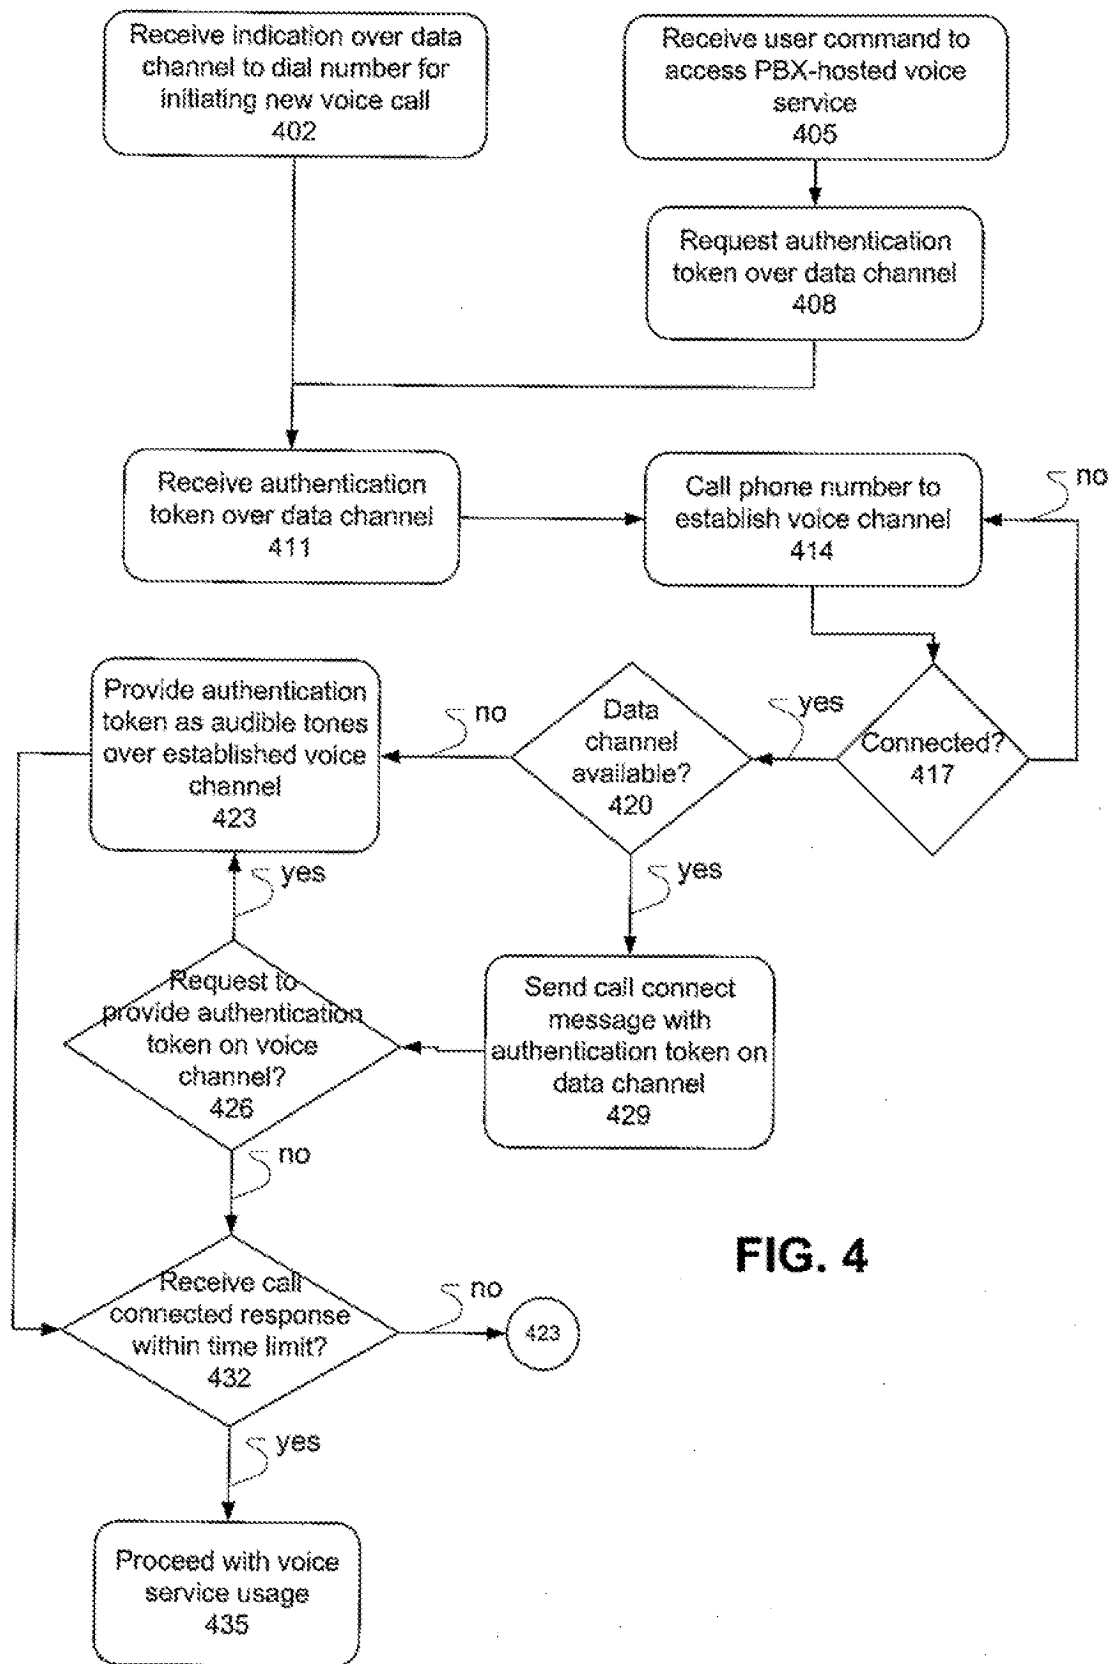 Receive indication over data
channel to dial number for
initiating new voice call
402
Receive user command to
access PBX-hosted voice
service
405
Request authentication
token over data channel
408
Receive authentication
token over data channel
411
Call phone number to
establish voice channel
414
no
Connected?
417
yes
Data
channel
available?
420
no
Provide authentication
token as audible tones
over established voice
channel
423
yes
yes
Request to
provide authentication
token on voice
channel?
426
Send call connect
message with
authentication token on
data channel
429
no
FIG. 4
Receive call
connected response
within time limit?
432
no
423
yes
Proceed with voice
service usage
435